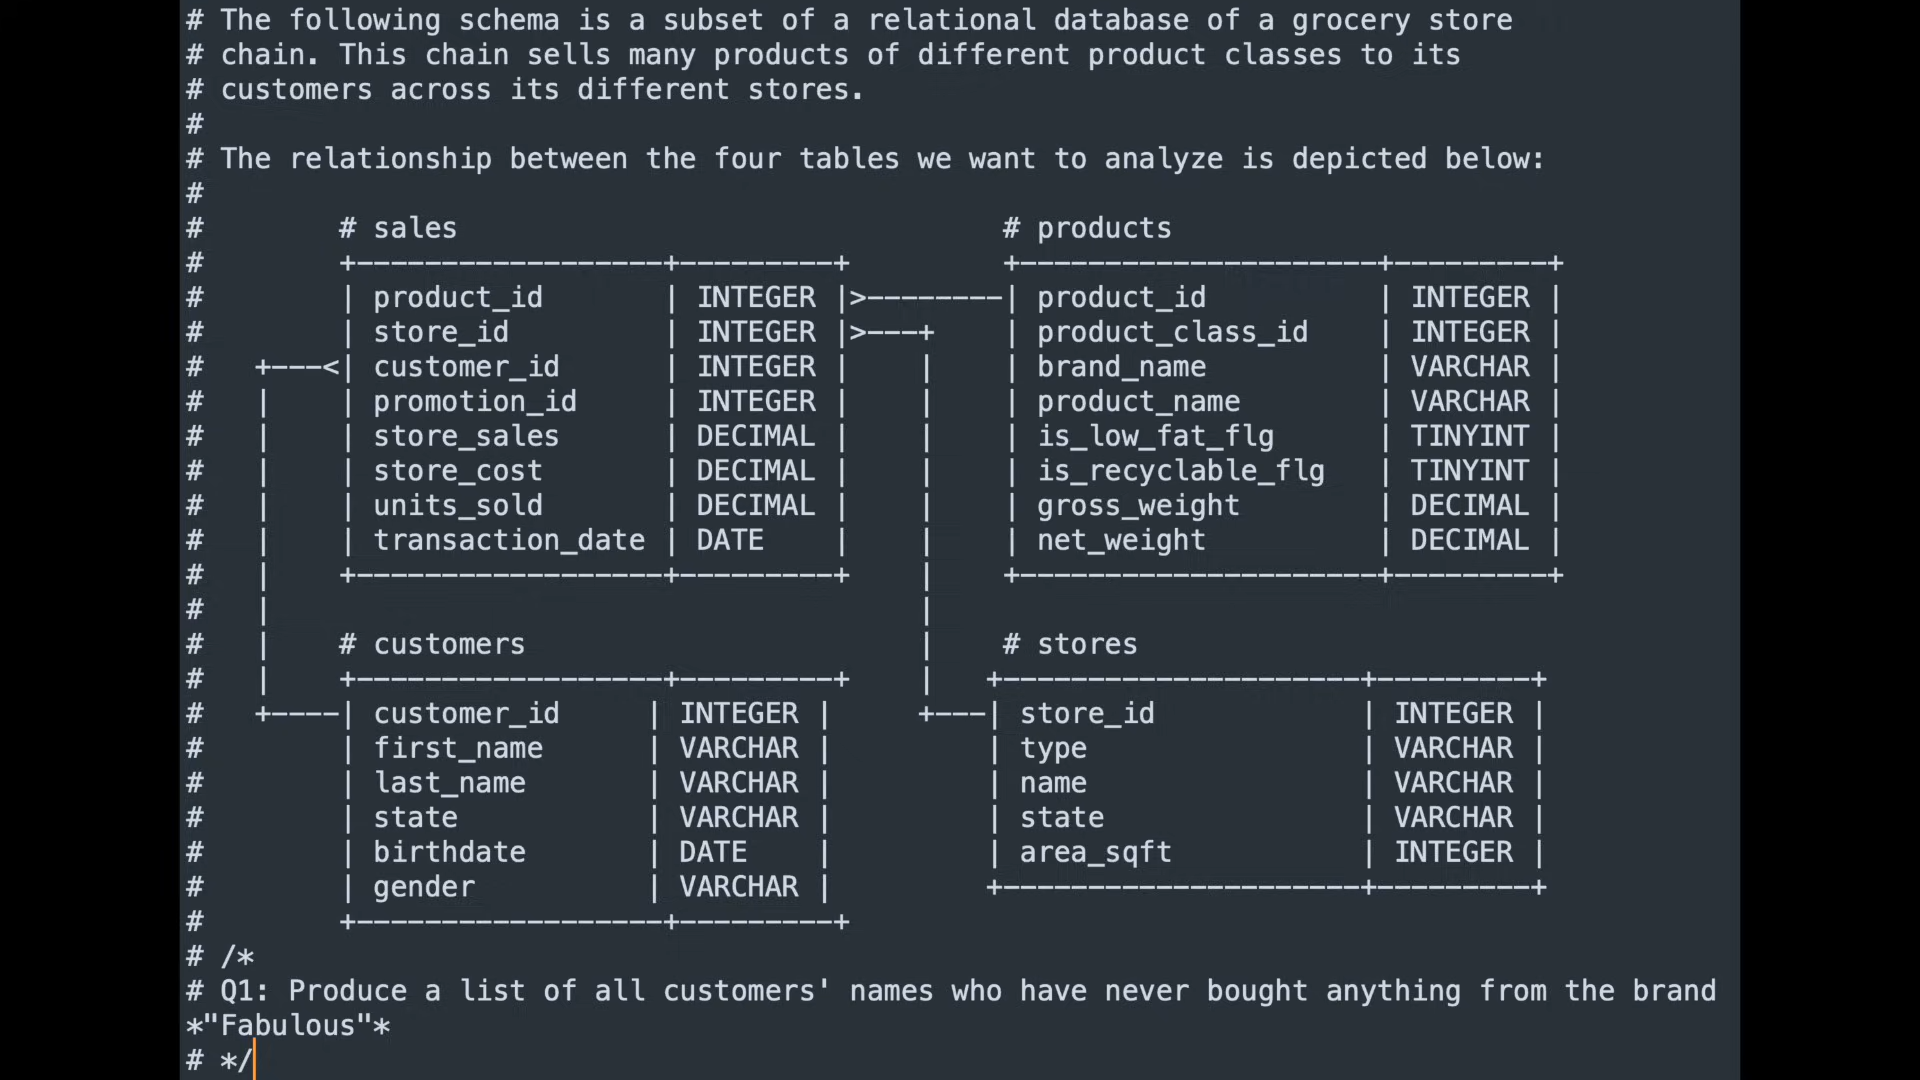 # The following schema is a subset of a relational database of a grocery store
# chain. This chain sells many products of different product classes to its
# customers across its different stores.
#
# The relationship between the four tables we want to analyze is depicted below:
#
#        # sales                                # products
#        +------------------+---------+         +---------------------+---------+
#        | product_id       | INTEGER |>--------| product_id          | INTEGER |
#        | store_id         | INTEGER |>---+    | product_class_id    | INTEGER |
#   +---<| customer_id      | INTEGER |    |    | brand_name          | VARCHAR |
#   |    | promotion_id     | INTEGER |    |    | product_name        | VARCHAR |
#   |    | store_sales      | DECIMAL |    |    | is_low_fat_flg      | TINYINT |
#   |    | store_cost       | DECIMAL |    |    | is_recyclable_flg   | TINYINT |
#   |    | units_sold       | DECIMAL |    |    | gross_weight        | DECIMAL |
#   |    | transaction_date | DATE    |    |    | net_weight          | DECIMAL |
#   |    +------------------+---------+    |    +---------------------+---------+
#   |                                      |
#   |    # customers                       |    # stores
#   |    +------------------+---------+    |   +---------------------+---------+
#   +----| customer_id     | INTEGER |     +---| store_id            | INTEGER |
#        | first_name      | VARCHAR |         | type                | VARCHAR |
#        | last_name       | VARCHAR |         | name                | VARCHAR |
#        | state           | VARCHAR |         | state               | VARCHAR |
#        | birthdate       | DATE    |         | area_sqft           | INTEGER |
#        | gender          | VARCHAR |         +---------------------+---------+
#        +------------------+---------+
# /*
# Q1: Produce a list of all customers' names who have never bought anything from the brand
*"Fabulous"*
# */